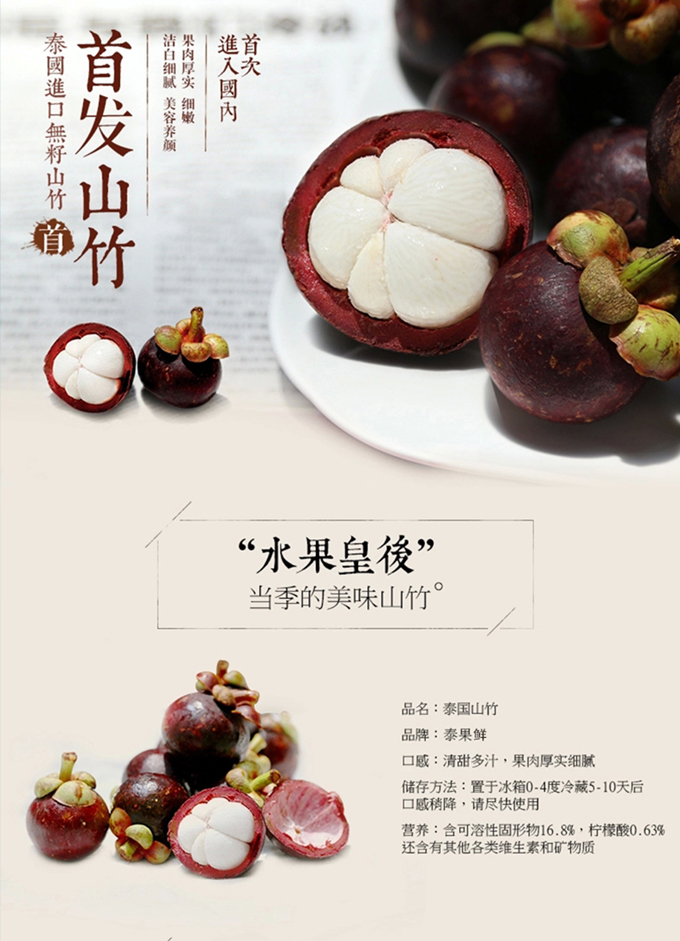 首次
進入國內
果肉厚实 细嫩
洁白细腻 美容养颜
首发山竹
泰國進口無籽山竹
首
“水果皇後”
当季的美味山竹。
品名：泰国山竹
品牌：泰果鲜
口感：清甜多汁，果肉厚实细腻
储存方法：置于冰箱0-4度冷藏5-10天后
口感稍降，请尽快使用
营养：含可溶性固形物16.8%，柠檬酸0.63%
还含有其他各类维生素和矿物质